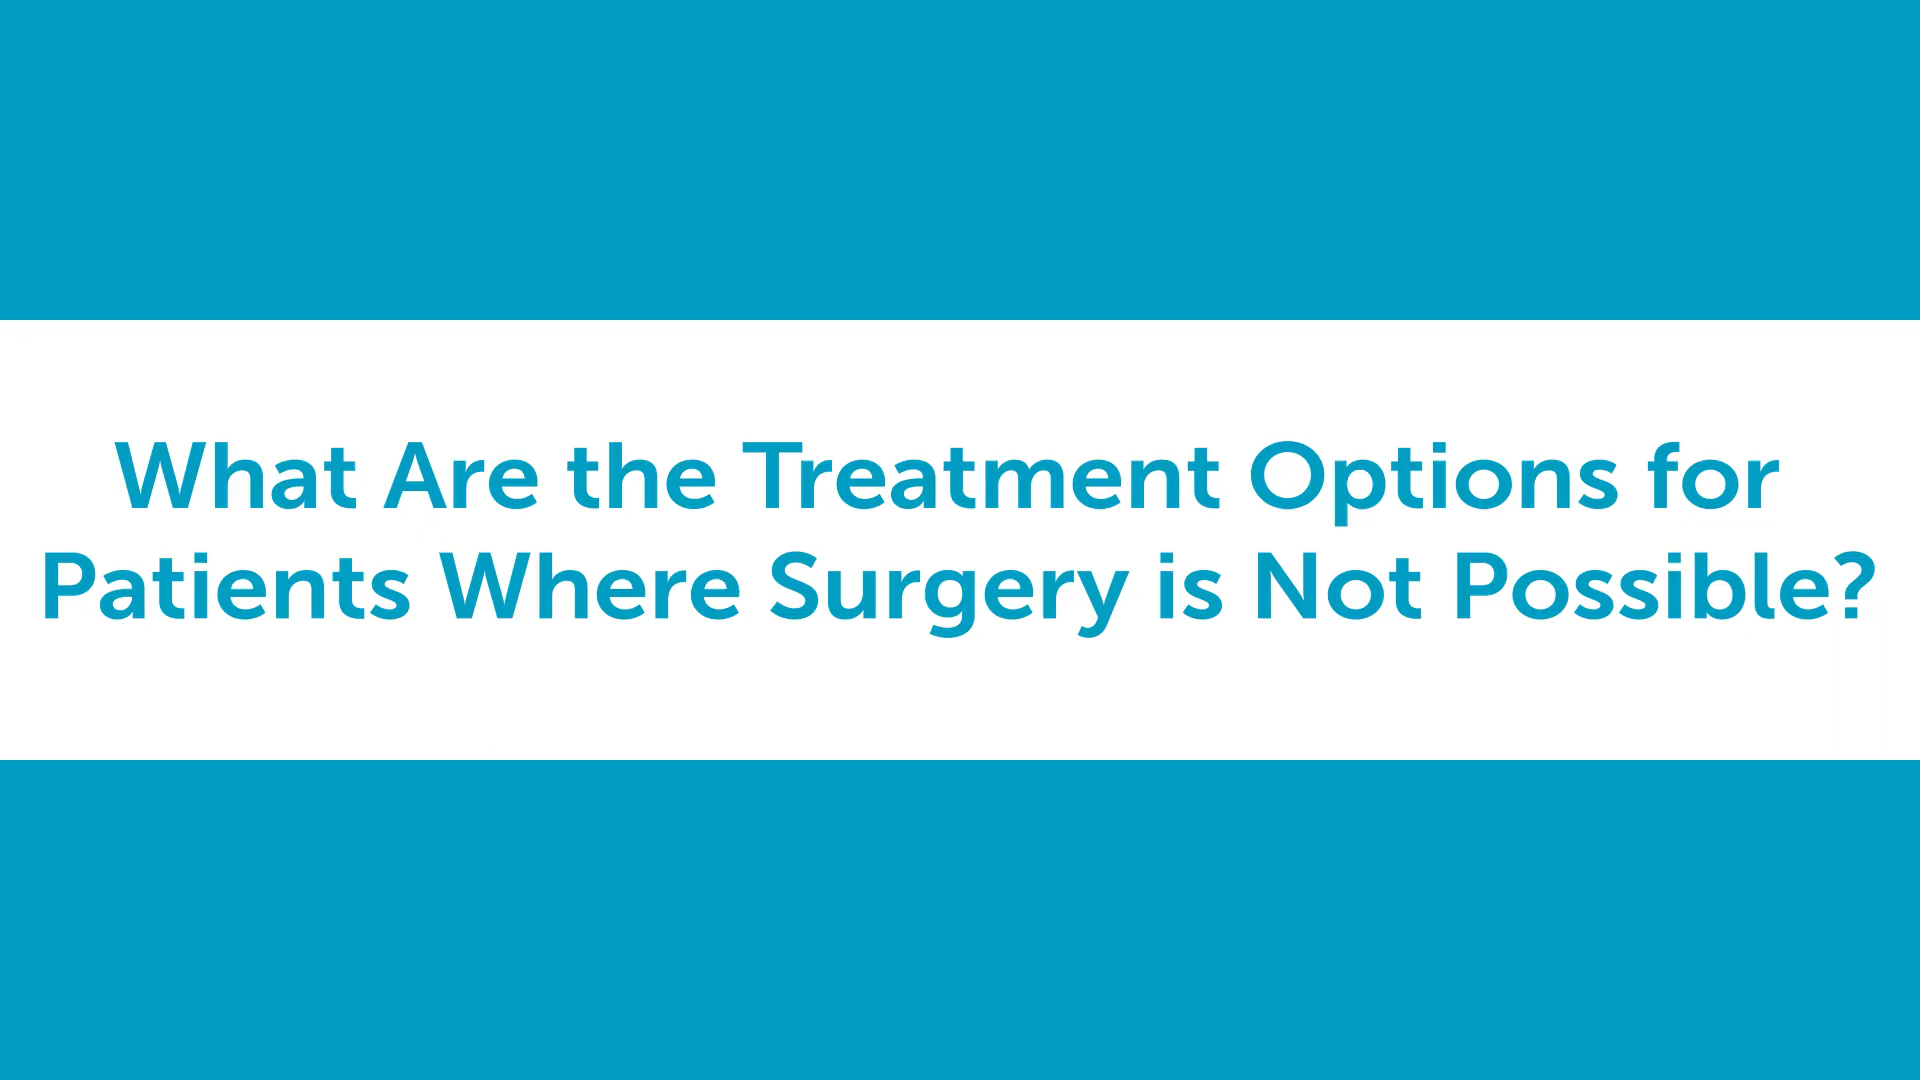 What Are the Treatment Options for
Patients Where Surgery is Not Possible?